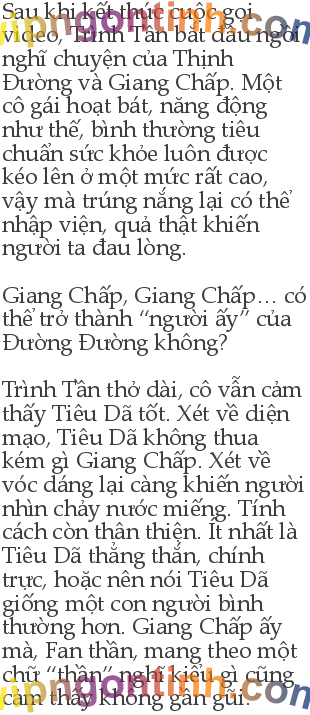 Sau khi kết thúc cuộc gọi
video, Trình Tần bắt đầu ngồi
nghĩ chuyện của Thịnh
Đường và Giang Chấp. Một
cô gái hoạt bát, năng động
như thế, bình thường tiêu
chuẩn sức khỏe luôn được
kéo lên ở một mức rất cao,
vậy mà trúng nắng lại có thể
nhập viện, quả thật khiến
người ta đau lòng.

Giang Chấp, Giang Chấp... có
thể trở thành “người ấy” của
Đường Đường không?

Trình Tần thở dài, cô vẫn cảm
thấy Tiêu Dã tốt. Xét về diện
mạo, Tiêu Dã không thua
kém gì Giang Chấp. Xét về
vóc dáng lại càng khiến người
nhìn chảy nước miếng. Tính
cách còn thân thiện. Ít nhất là
Tiêu Dã thẳng thắn, chính
trực, hoặc nên nói Tiêu Dã
giống một con người bình
thường hơn. Giang Chấp ấy
mà, Fan thần, mang theo một
chữ “thần” nghĩ kiểu gì cũng
cảm thấy không gần gũi.
vipngontinh.com